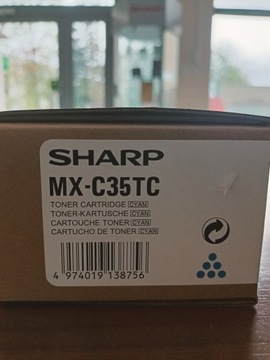 SHARP
MX-C35TC
TONER CARTRIDGE CYAN
TONER-KARTUSCHE CYAN
CARTOUCHE TONER CYAN
CARTUCHO DE TONER CYAN
4 974019 138756